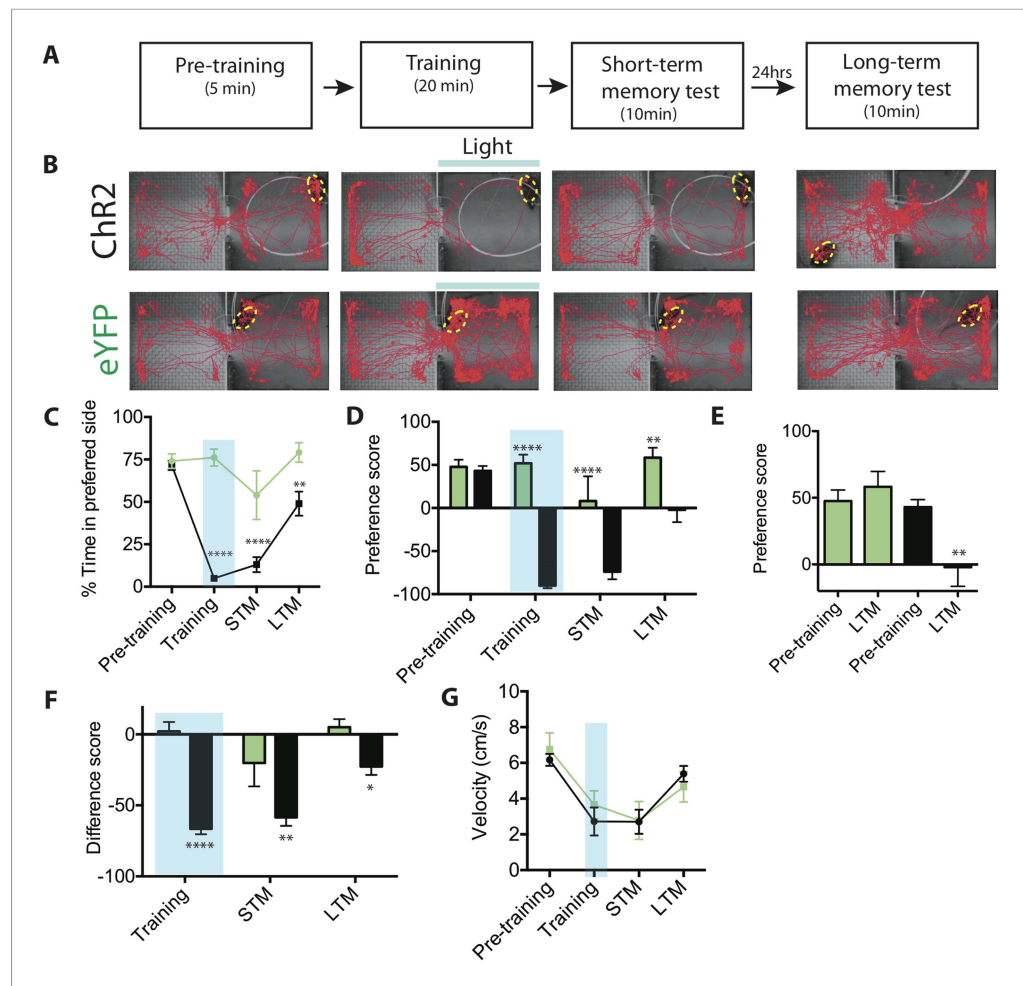 A
Pre-training
(5 min)
Training
(20 min)
Short-term
memory test
(10min)
24hrs
Long-term
memory test
(10min)
B
Light
ChR2
eYFP
C
% Time in preferred side
100
75
50
25
0
****
****
**
Pre-training
Training
STM
LTM
D
Preference score
100
50
0
-50
-100
****
****
**
Pre-training
Training
STM
LTM
E
Preference score
100
50
0
**
Pre-training
LTM
Pre-training
LTM
F
Difference score
0
-50
-100
****
**
*
Training
STM
LTM
G
Velocity (cm/s)
10
8
6
4
2
0
Pre-training
Training
STM
LTM